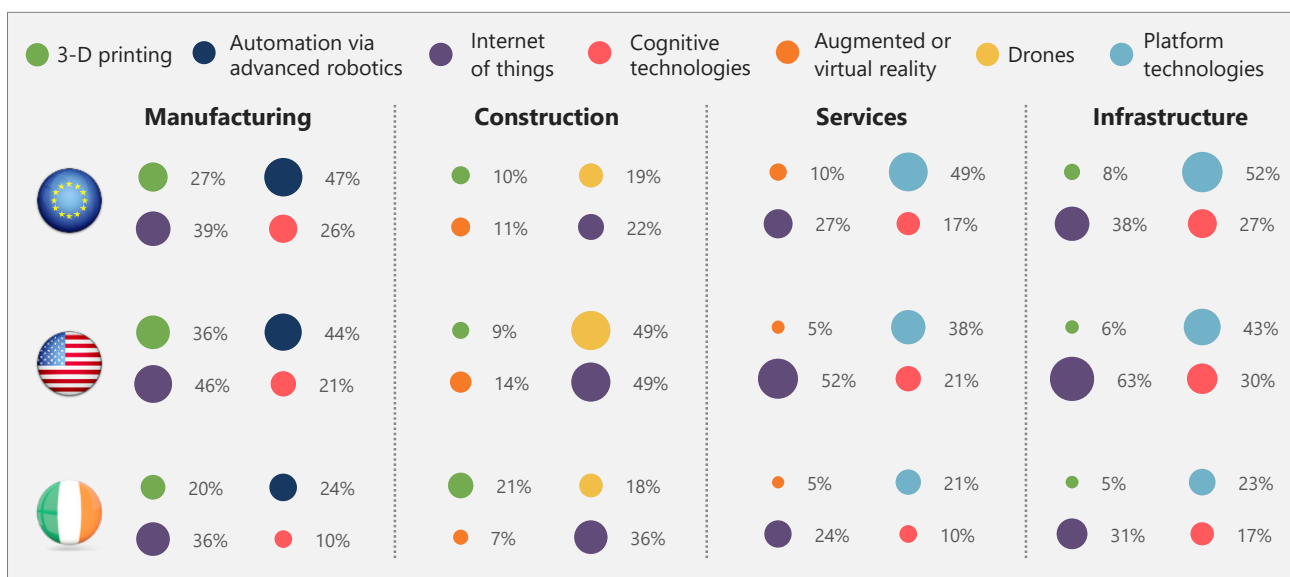 3-D printing
Automation via
advanced robotics
Internet
of things
Cognitive
technologies
Augmented or
virtual reality
Drones
Platform
technologies
Manufacturing
Construction
Services
Infrastructure
27% 47% 10% 19% 10% 49% 8% 52%
39% 26% 11% 22% 27% 17% 38% 27%
36% 44% 9% 49% 5% 38% 6% 43%
46% 21% 14% 49% 52% 21% 63% 30%
20% 24% 21% 18% 5% 21% 5% 23%
36% 10% 7% 36% 24% 10% 31% 17%